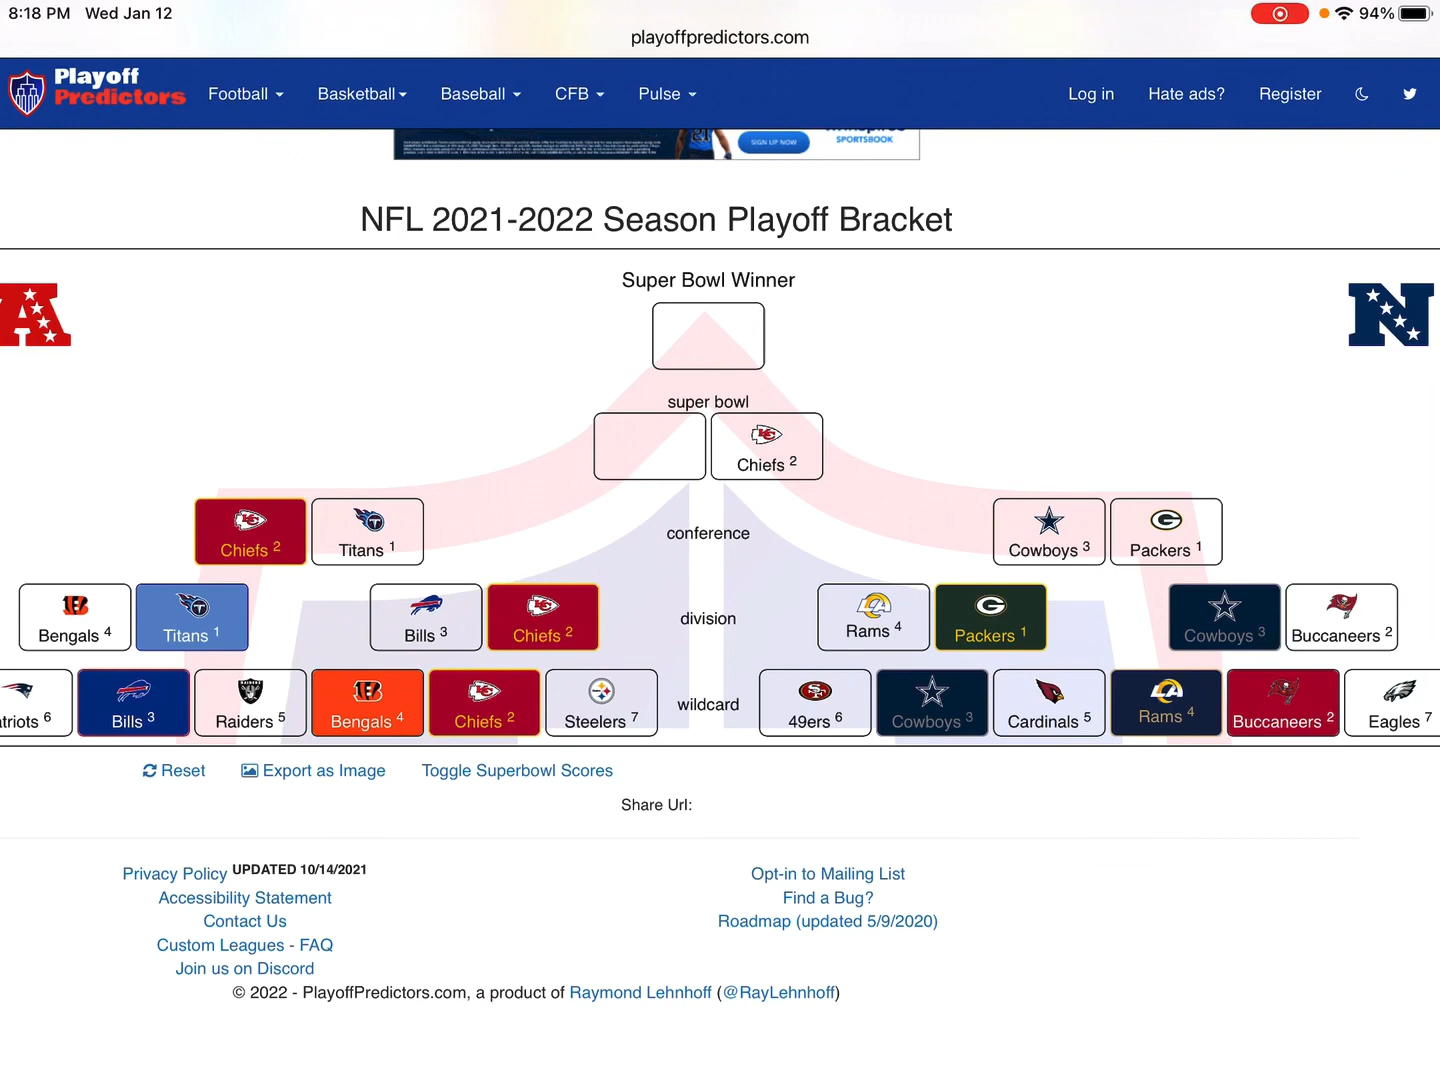 8:18 PM Wed Jan 12
94%
playoffpredictors.com
Playoff
Predictors
Football Basketball Baseball CFB Pulse Log in Hate ads? Register
SIGN UP NOW
SPORTSBOOK
NFL 2021-2022 Season Playoff Bracket
A
N
Super Bowl Winner
super bowl
Chiefs 2
conference
Chiefs 2 Titans 1 Cowboys 3 Packers 1
division
Bengals 4 Titans 1 Bills 3 Chiefs 2 Rams 4 Packers 1 Cowboys 3 Buccaneers 2
wildcard
triots 6 Bills 3 Raiders 5 Bengals 4 Chiefs 2 Steelers 7 49ers 6 Cowboys 3 Cardinals 5 Rams 4 Buccaneers 2 Eagles 7
Reset Export as Image Toggle Superbowl Scores
Share Url:
Privacy Policy UPDATED 10/14/2021
Accessibility Statement
Contact Us
Custom Leagues - FAQ
Join us on Discord
Opt-in to Mailing List
Find a Bug?
Roadmap (updated 5/9/2020)
© 2022 - PlayoffPredictors.com, a product of Raymond Lehnhoff (@RayLehnhoff)